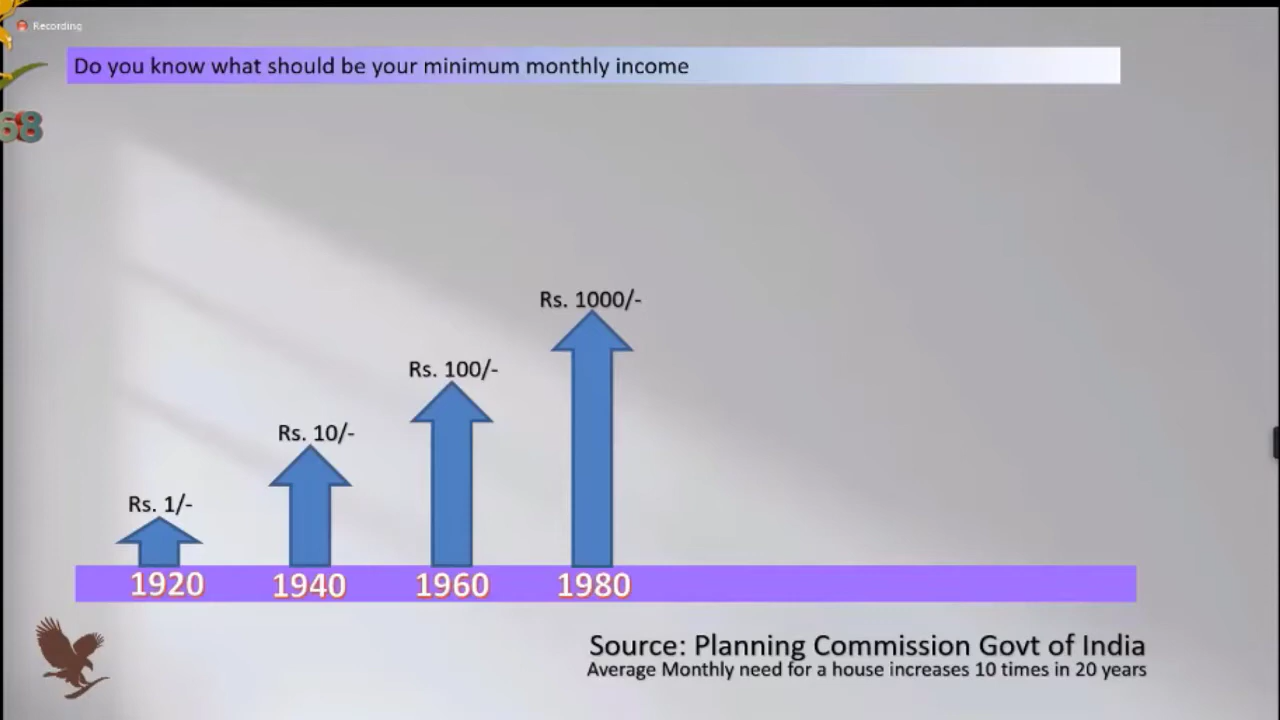 Recording
Do you know what should be your minimum monthly income
68
Rs. 1000/-
Rs. 100/-
Rs. 10/-
Rs. 1/-
1920 1940 1960 1980
Source: Planning Commission Govt of India
Average Monthly need for a house increases 10 times in 20 years